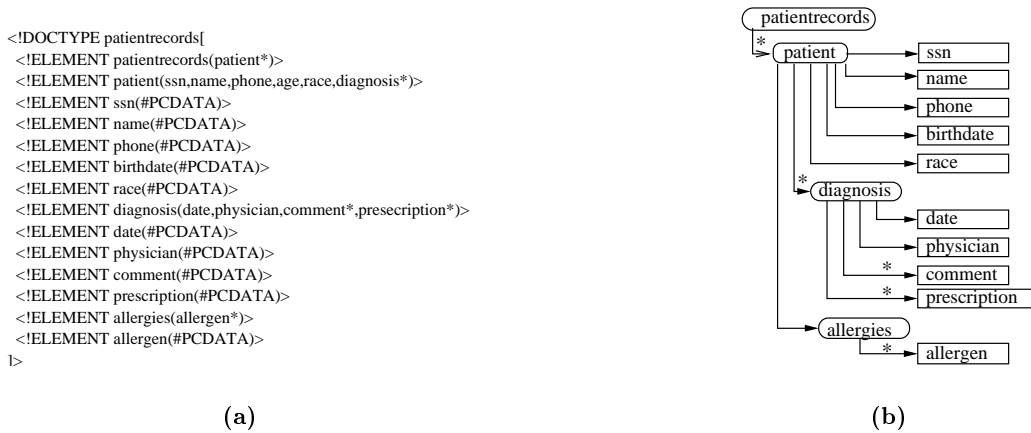 <!DOCTYPE patientrecords[
<!ELEMENT patientrecords(patient*)>
<!ELEMENT patient(ssn,name,phone,age,race,diagnosis*)>
<!ELEMENT ssn(#PCDATA)>
<!ELEMENT name(#PCDATA)>
<!ELEMENT phone(#PCDATA)>
<!ELEMENT birthdate(#PCDATA)>
<!ELEMENT race(#PCDATA)>
<!ELEMENT diagnosis(date,physician,comment*,presecription*)>
<!ELEMENT date(#PCDATA)>
<!ELEMENT physician(#PCDATA)>
<!ELEMENT comment(#PCDATA)>
<!ELEMENT prescription(#PCDATA)>
<!ELEMENT allergies(allergen*)>
<!ELEMENT allergen(#PCDATA)>
]>
(a)
patientrecords
* patient
ssn
name
phone
birthdate
race
* diagnosis
date
physician
* comment
* prescription
allergies
* allergen
(b)